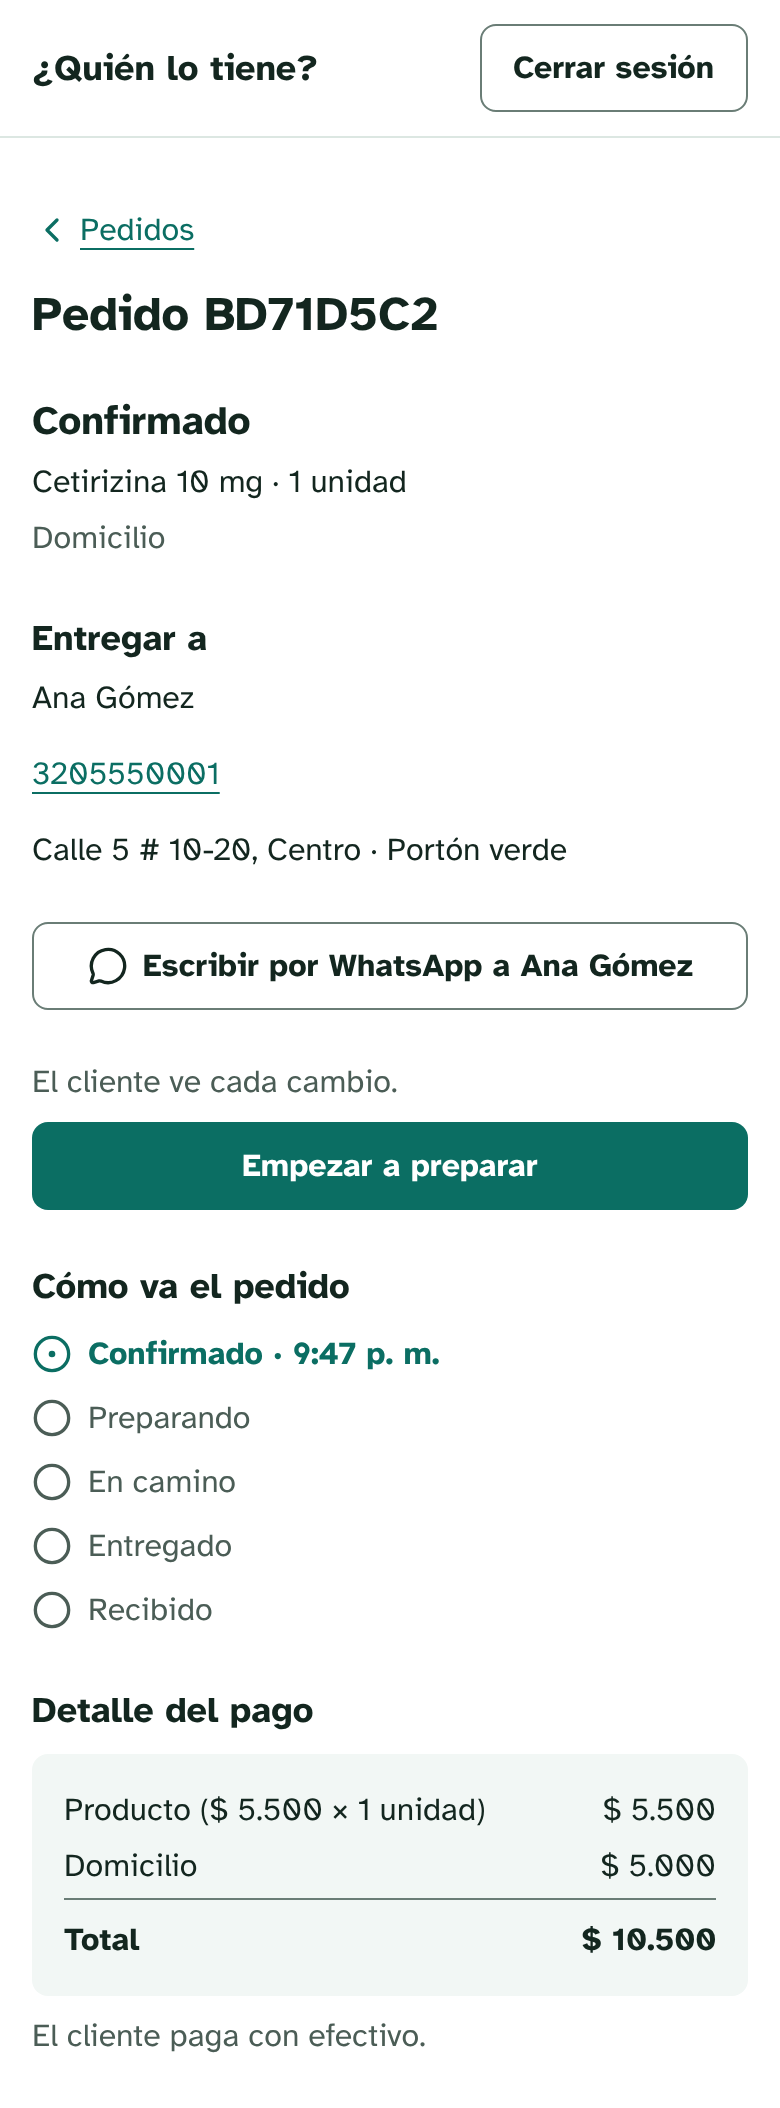 ¿Quién lo tiene?
Cerrar sesión
Pedidos
Pedido BD71D5C2
Confirmado
Cetirizina 10 mg · 1 unidad
Domicilio
Entregar a
Ana Gómez
3205550001
Calle 5 # 10-20, Centro · Portón verde
Escribir por WhatsApp a Ana Gómez
El cliente ve cada cambio.
Empezar a preparar
Cómo va el pedido
Confirmado · 9:47 p. m.
Preparando
En camino
Entregado
Recibido
Detalle del pago
Producto ($ 5.500 × 1 unidad) $ 5.500
Domicilio $ 5.000
Total $ 10.500
El cliente paga con efectivo.